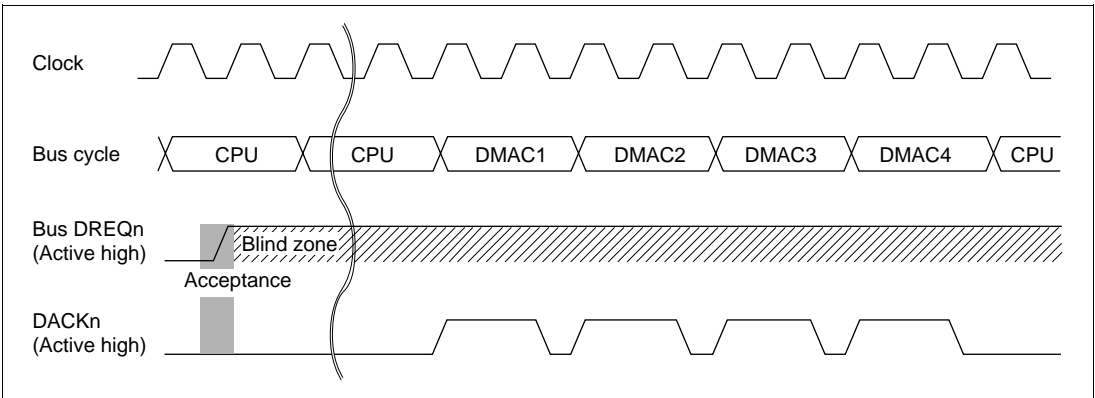 Clock
Bus cycle CPU CPU DMAC1 DMAC2 DMAC3 DMAC4 CPU
Bus DREQn
(Active high)
Blind zone
Acceptance
DACKn
(Active high)